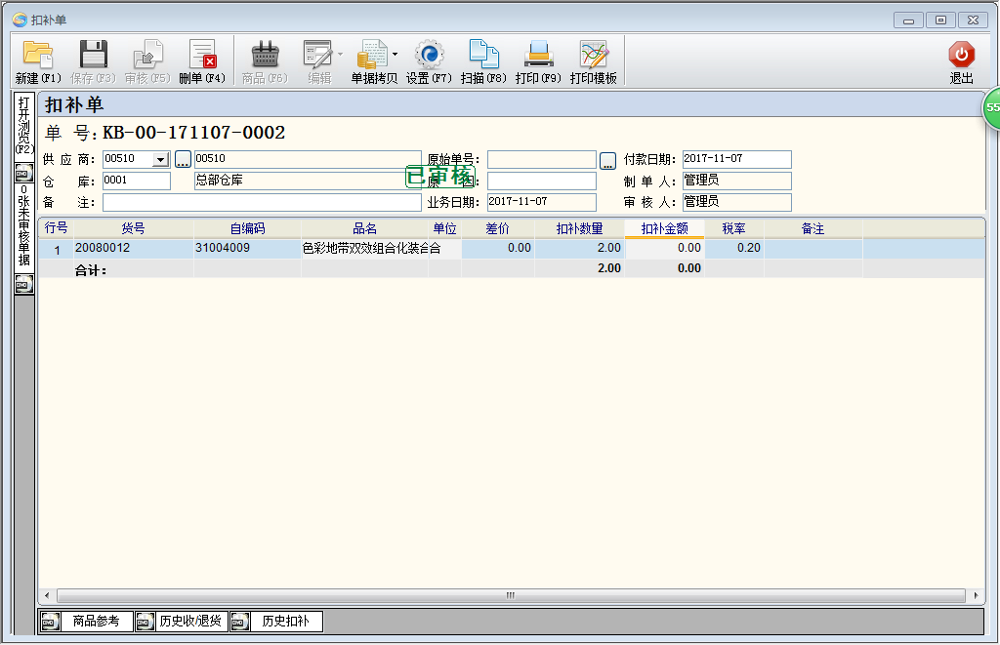 扣补单
新建(F1) 保存(F3) 审核(F5) 删单(F4) 商品(F6) 编辑 单据拷贝 设置(F7) 扫描(F8) 打印(F9) 打印模板 退出
打开浏览(F2)
0张未审核单据
55
扣补单
单 号: KB-00-171107-0002
供应商: 00510 ... 00510 原始单号: ... 付款日期: 2017-11-07
仓 库: 0001 总部仓库 已审核 制单人: 管理员
备 注: 业务日期: 2017-11-07 审核人: 管理员
行号 货号 自编码 品名 单位 差价 扣补数量 扣补金额 税率 备注
1 20080012 31004009 色彩地带双效组合化装盒 合 0.00 2.00 0.00 0.20
合计: 2.00 0.00
商品参考 历史收/退货 历史扣补